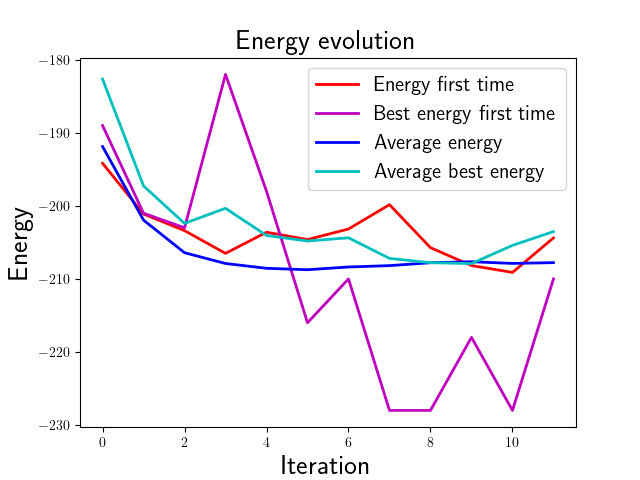 Energy evolution
Energy first time
Best energy first time
Average energy
Average best energy
Energy
−180
−190
−200
−210
−220
−230
0 2 4 6 8 10
Iteration